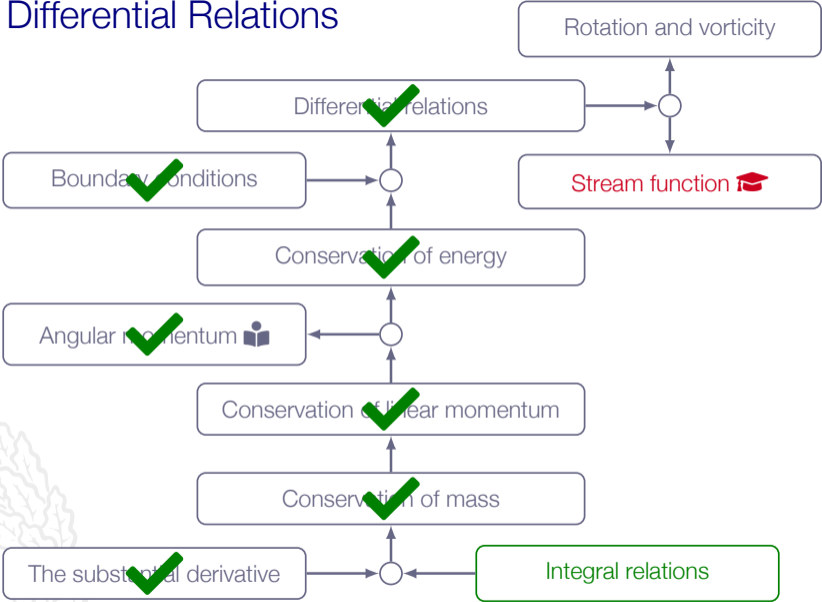 Differential Relations
Rotation and vorticity
Differential relations
Boundary conditions
Stream function
Conservation of energy
Angular momentum
Conservation of linear momentum
Conservation of mass
The substantial derivative
Integral relations